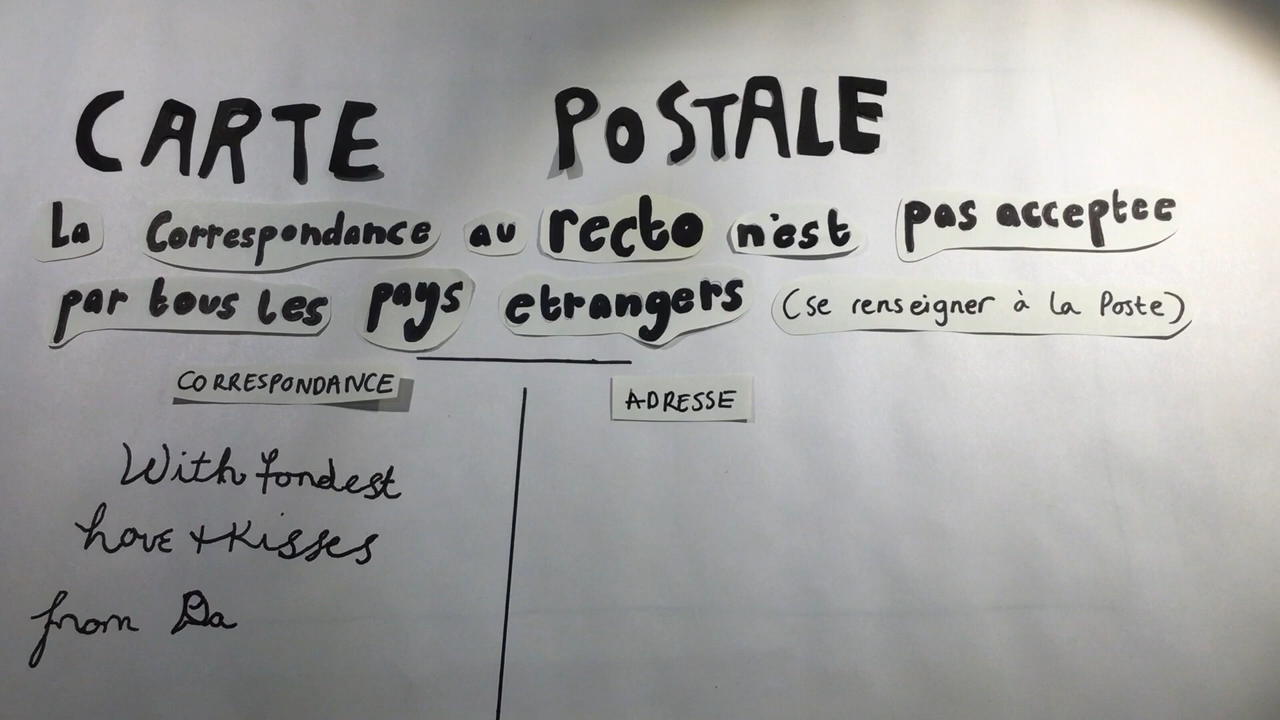 CARTE POSTALE
La Correspondance au recto n'est pas acceptee
par tous les pays etrangers (se renseigner à la Poste)
CORRESPONDANCE
ADRESSE
With fondest
Love + Kisses
from Da